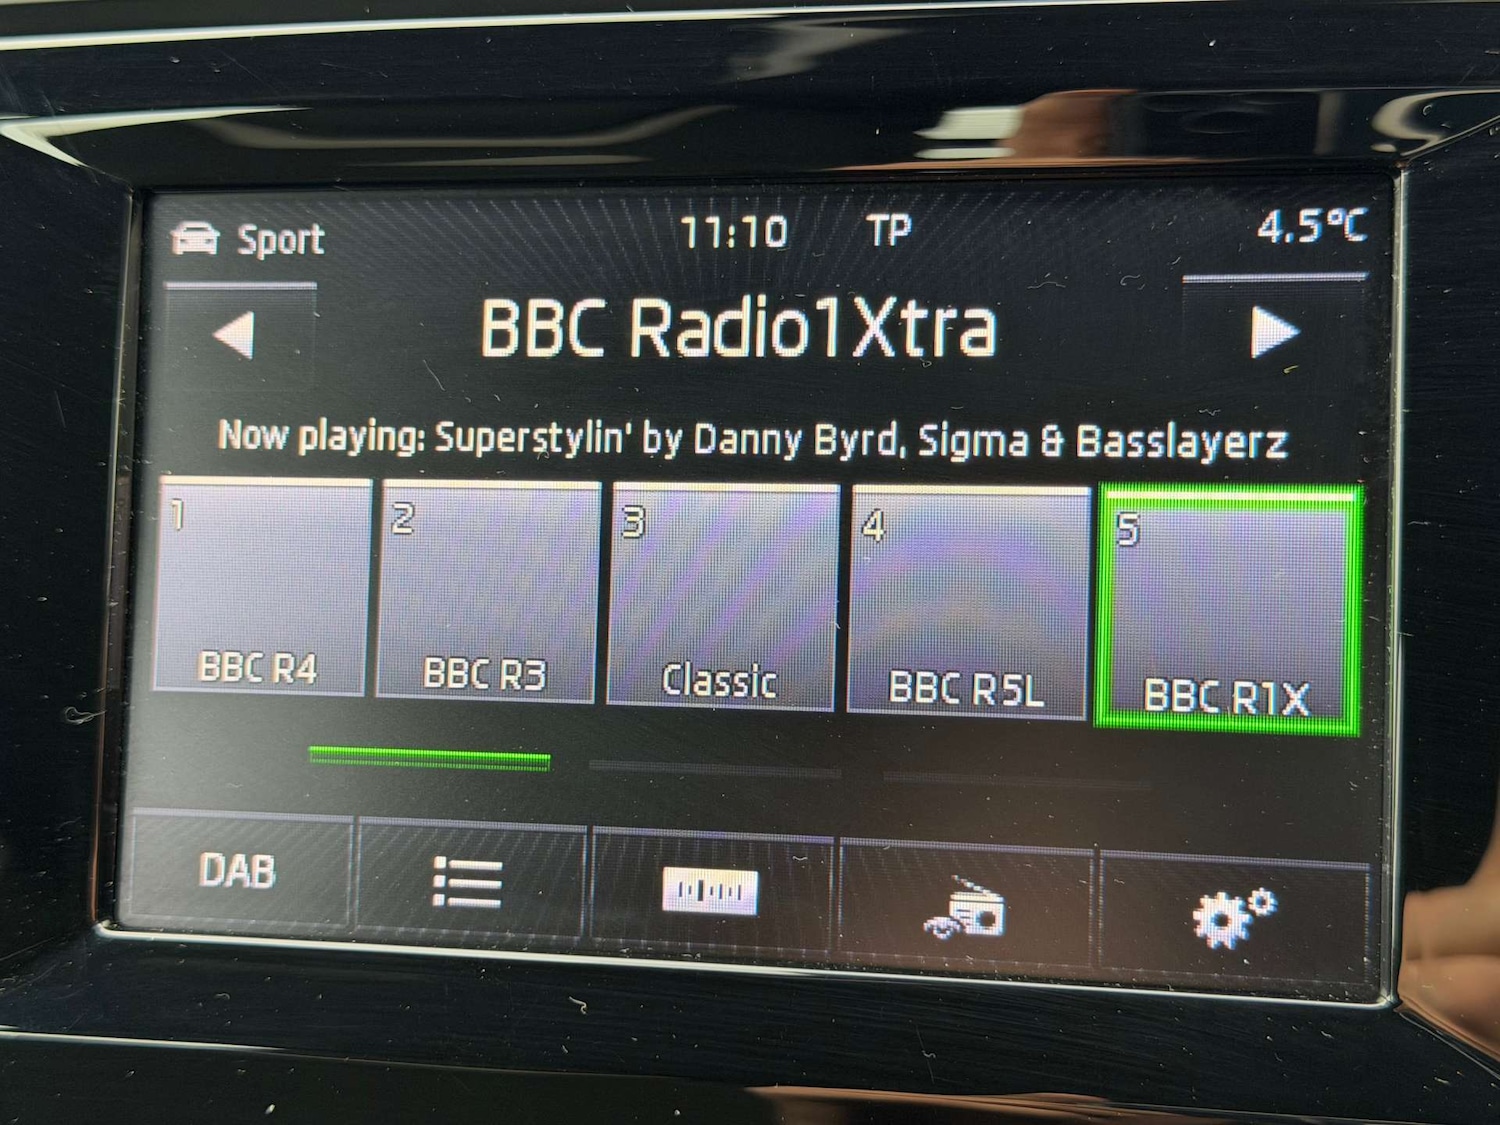 Sport 11:10 TP 4.5°C
BBC Radio1Xtra
Now playing: Superstylin' by Danny Byrd, Sigma & Basslayerz
1 2 3 4 5
BBC R4 BBC R3 Classic BBC R5L BBC R1X
DAB